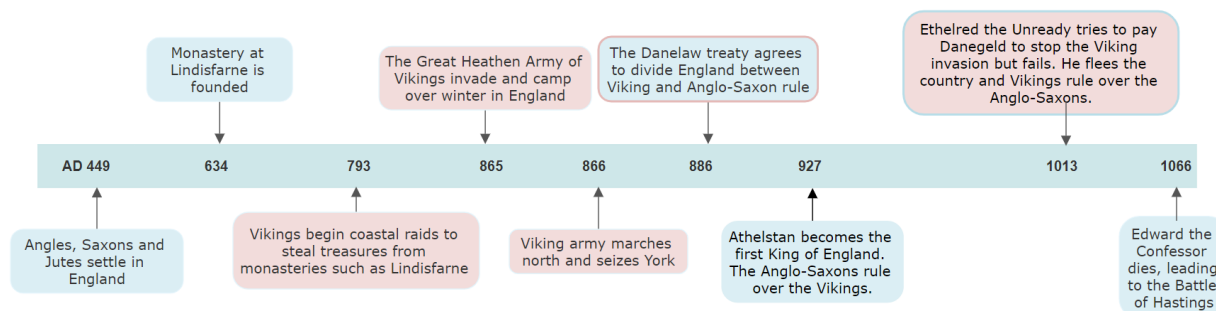 Monastery at
Lindisfarne is
founded
The Great Heathen Army of
Vikings invade and camp
over winter in England
The Danelaw treaty agrees
to divide England between
Viking and Anglo-Saxon rule
Ethelred the Unready tries to pay
Danegeld to stop the Viking
invasion but fails. He flees the
country and Vikings rule over the
Anglo-Saxons.
AD 449 634 793 865 866 886 927 1013 1066
Angles, Saxons and
Jutes settle in
England
Vikings begin coastal raids to
steal treasures from
monasteries such as Lindisfarne
Viking army marches
north and seizes York
Athelstan becomes the
first King of England.
The Anglo-Saxons rule
over the Vikings.
Edward the
Confessor
dies, leading
to the Battle
of Hastings